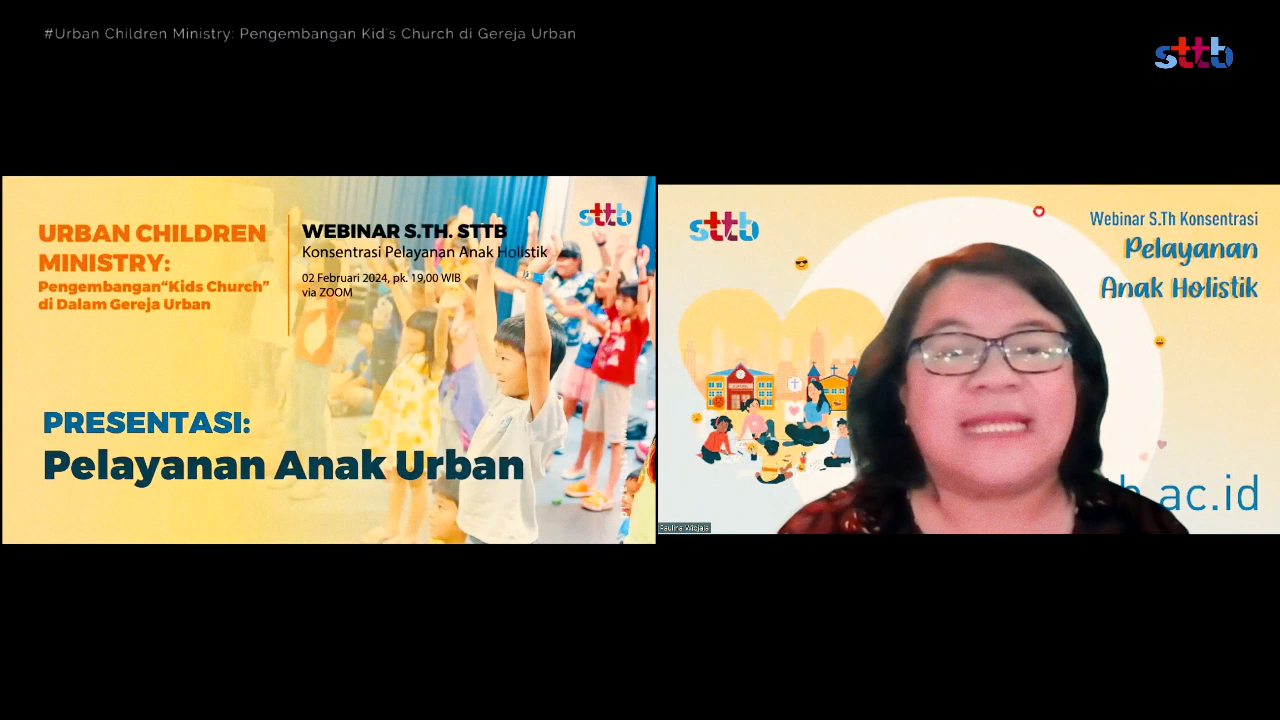 #Urban Children Ministry: Pengembangan Kid's Church di Gereja Urban
sttb
URBAN CHILDREN
MINISTRY:
Pengembangan“Kids Church”
di Dalam Gereja Urban
WEBINAR S.TH. STTB
Konsentrasi Pelayanan Anak Holistik
02 Februari 2024, pk. 19,00 WIB
via ZOOM
sttb
PRESENTASI:
Pelayanan Anak Urban
sttb
Webinar S.Th Konsentrasi
Pelayanan
Anak Holistik
.ac.id
Paulina Widjaja